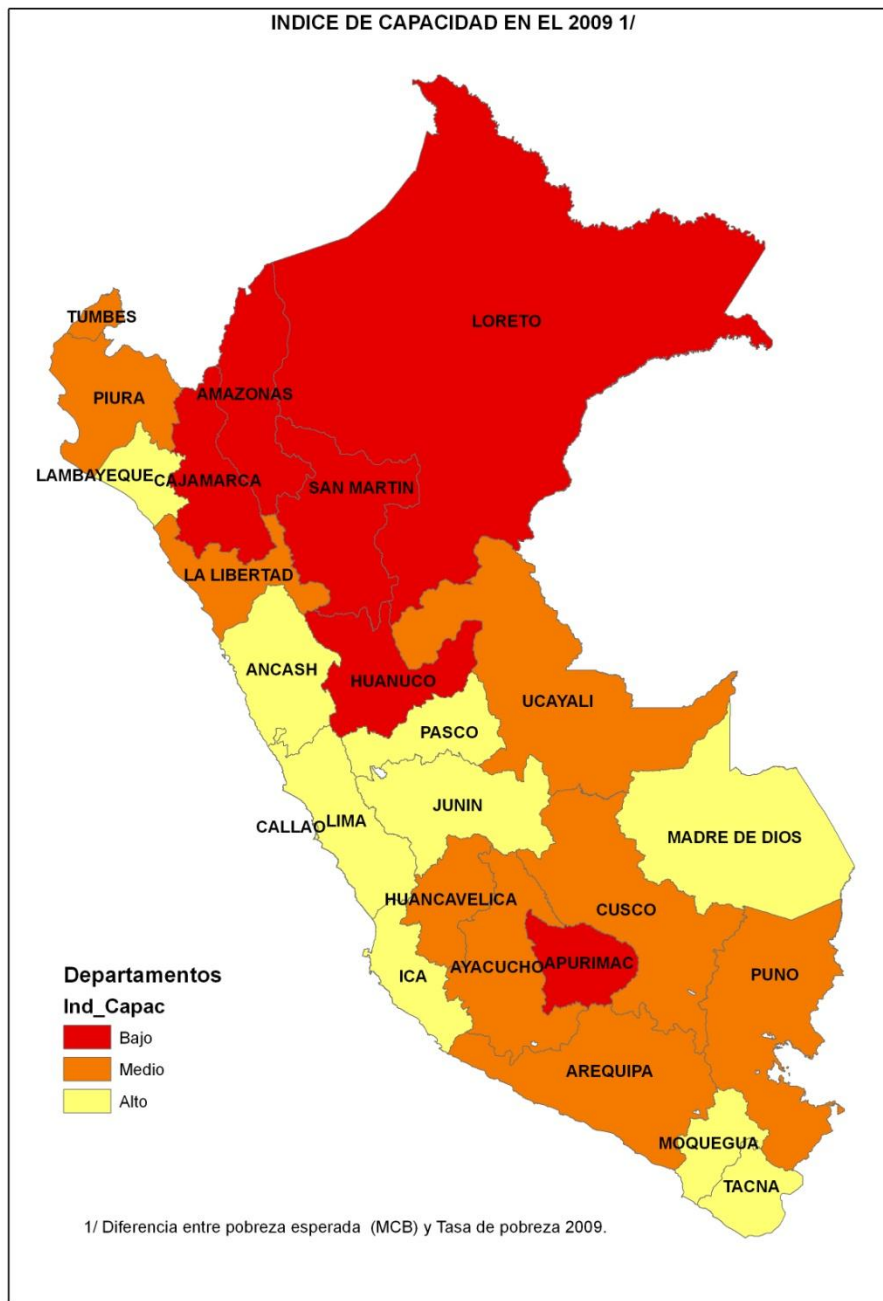 INDICE DE CAPACIDAD EN EL 2009 1/
LORETO
TUMBES
AMAZONAS
PIURA
LAMBAYEQUE
CAJAMARCA
SAN MARTIN
LA LIBERTAD
ANCASH
HUANUCO
UCAYALI
PASCO
JUNIN
CALLAO
LIMA
MADRE DE DIOS
HUANCAVELICA
CUSCO
ICA
AYACUCHO
APURIMAC
PUNO
Departamentos
Ind_Capac
Bajo
Medio
Alto
AREQUIPA
MOQUEGUA
TACNA
1/ Diferencia entre pobreza esperada (MCB) y Tasa de pobreza 2009.